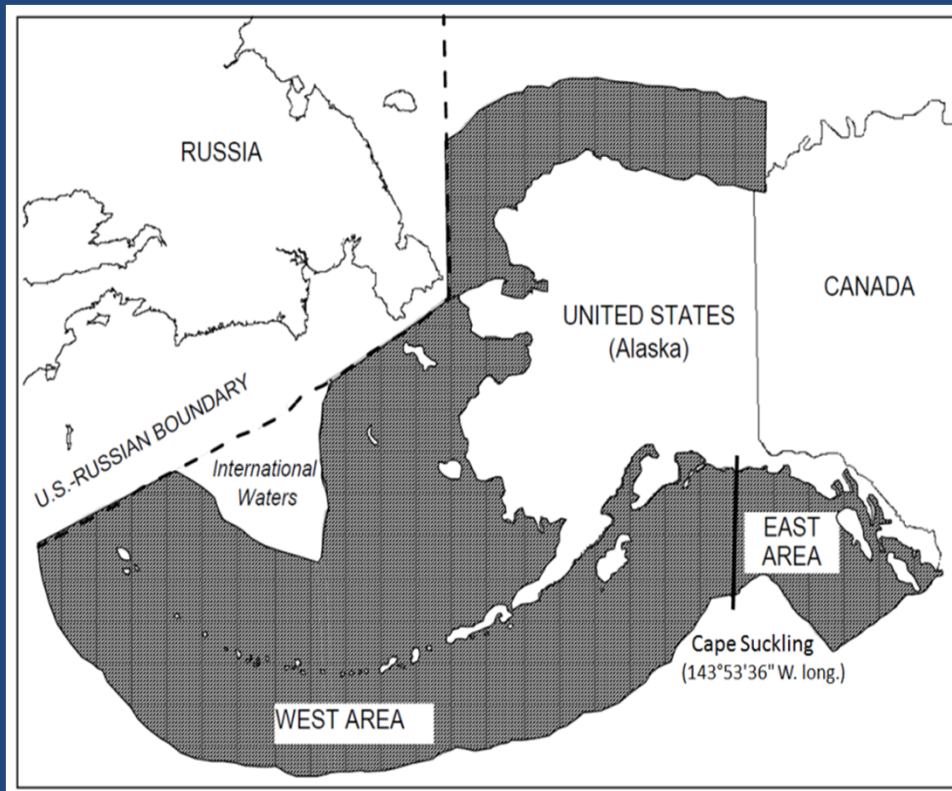 RUSSIA
CANADA
UNITED STATES
(Alaska)
U.S.-RUSSIAN BOUNDARY
International
Waters
EAST
AREA
Cape Suckling
(143°53'36" W. long.)
WEST AREA